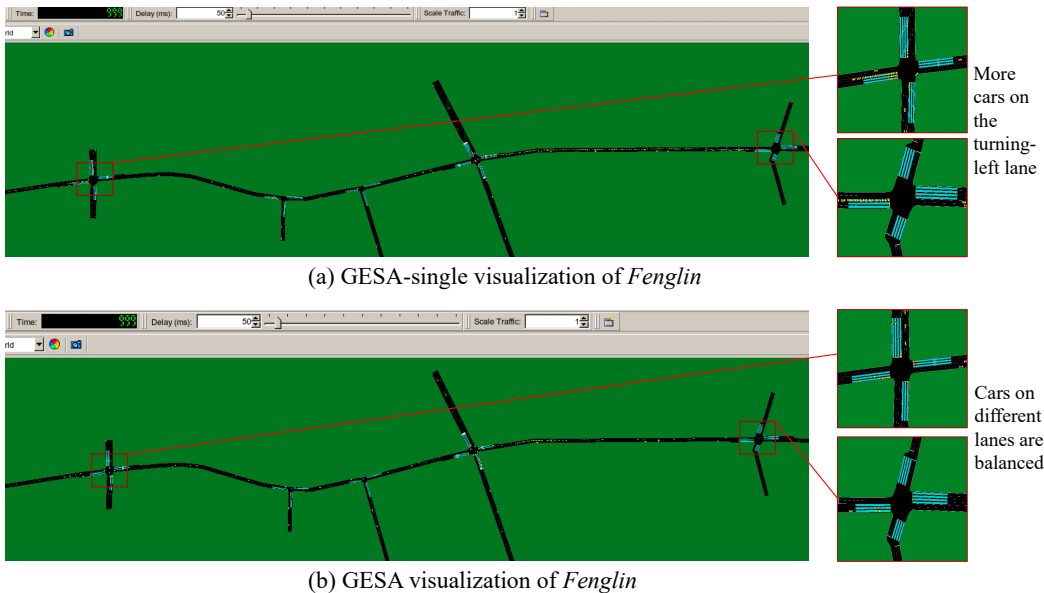 Time: 999 Delay (ms): 50 Scale Traffic: 1
rld
More
cars on
the
turning-
left lane
(a) GESA-single visualization of Fenglin
Time: 999 Delay (ms): 50 Scale Traffic: 1
rld
Cars on
different
lanes are
balanced
(b) GESA visualization of Fenglin